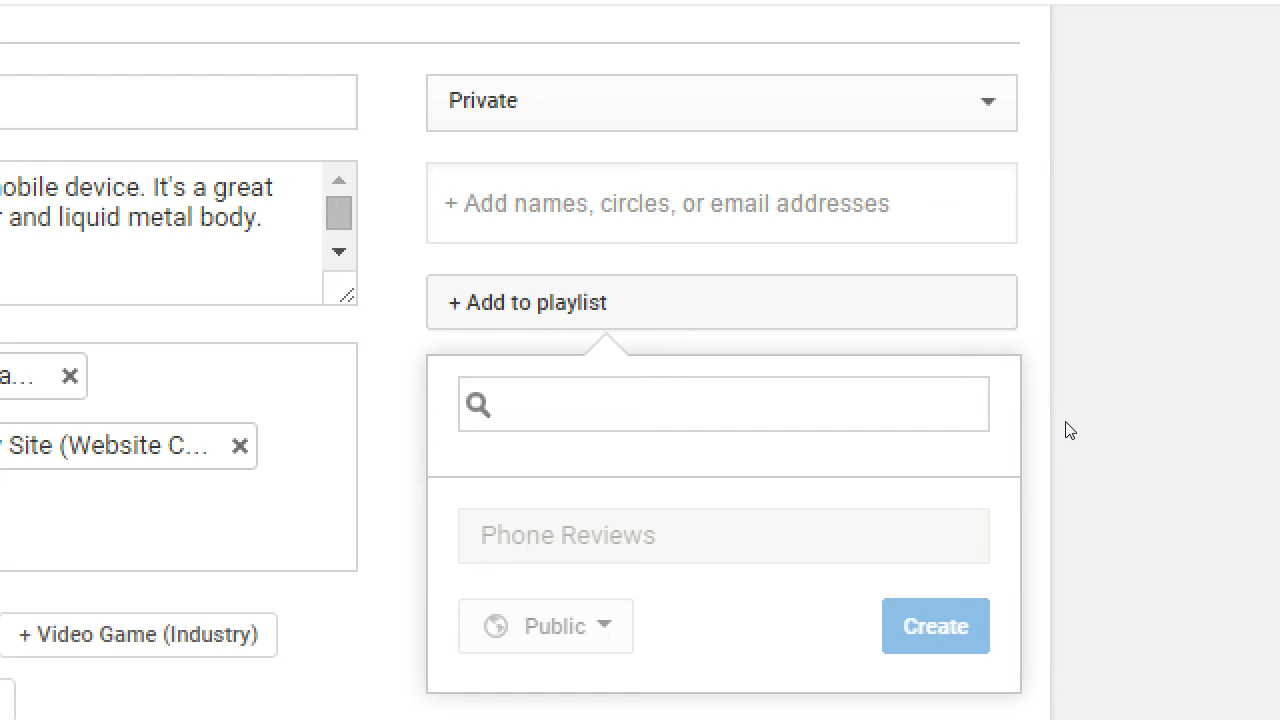 Private
obile device. It's a great
and liquid metal body.
+ Add names, circles, or email addresses
+ Add to playlist
a...
Site (Website C...
Phone Reviews
Public
Create
+ Video Game (Industry)